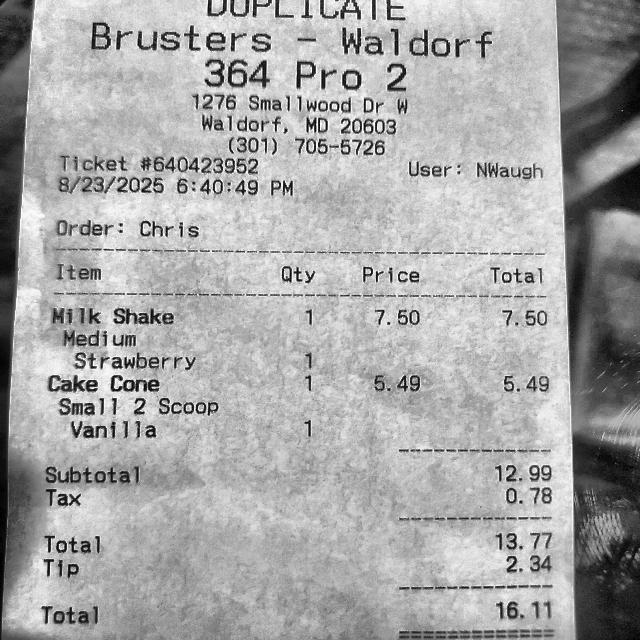 DUPLICATE
Brusters - Waldorf
364 Pro 2
1276 Smallwood Dr W
Waldorf, MD 20603
(301) 705-5726
Ticket #640423952 User: NWaugh
8/23/2025 6:40:49 PM
Order: Chris
Item Qty Price Total
Milk Shake 1 7.50 7.50
Medium
Strawberry 1
Cake Cone 1 5.49 5.49
Small 2 Scoop
Vanilla 1
Subtotal 12.99
Tax 0.78
Total 13.77
Tip 2.34
Total 16.11